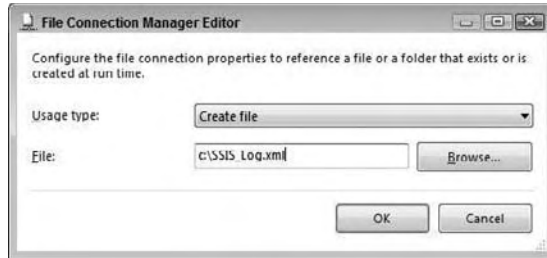 File Connection Manager Editor
Configure the file connection properties to reference a file or a folder that exists or is
created at run time.
Usage type: Create file
File: c:\SSIS_Log.xml Browse...
OK Cancel